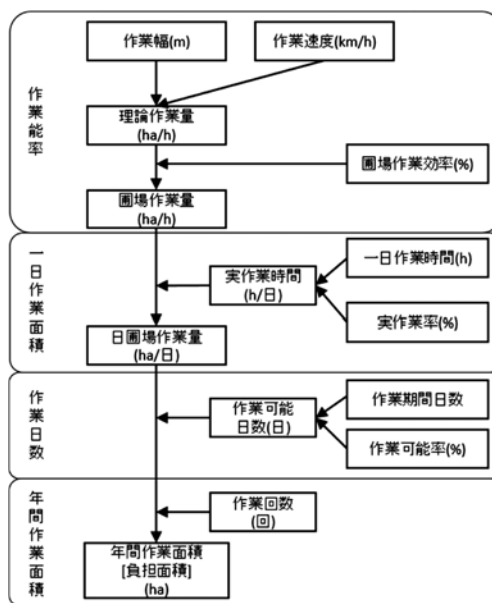 作業能率
作業幅(m)
作業速度(km/h)
理論作業量
(ha/h)
圃場作業効率(%)
圃場作業量
(ha/h)
一日作業面積
一日作業時間(h)
実作業時間
(h/日)
実作業率(%)
日圃場作業量
(ha/日)
作業日数
作業期間日数
作業可能
日数(日)
作業可能率(%)
年間作業面積
作業回数
(回)
年間作業面積
[負担面積]
(ha)